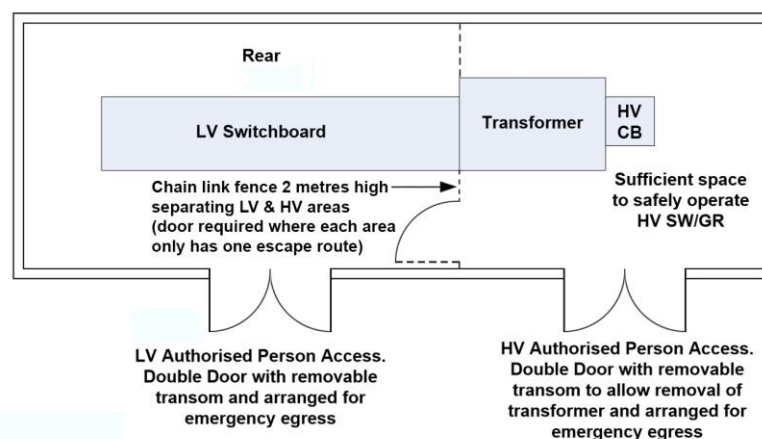 Rear
LV Switchboard
Transformer
HV
CB
Chain link fence 2 metres high
separating LV & HV areas
(door required where each area
only has one escape route)
Sufficient space
to safely operate
HV SW/GR
LV Authorised Person Access.
Double Door with removable
transom and arranged for
emergency egress
HV Authorised Person Access.
Double Door with removable
transom to allow removal of
transformer and arranged for
emergency egress